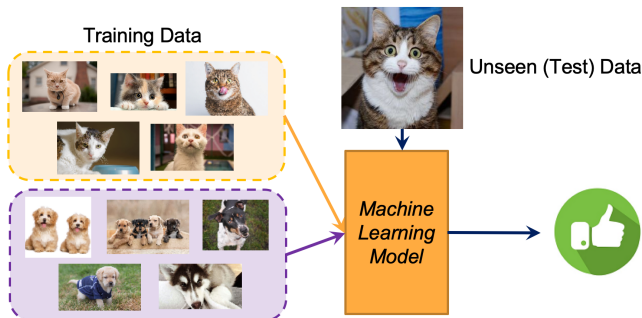 Training Data
Unseen (Test) Data
Machine
Learning
Model